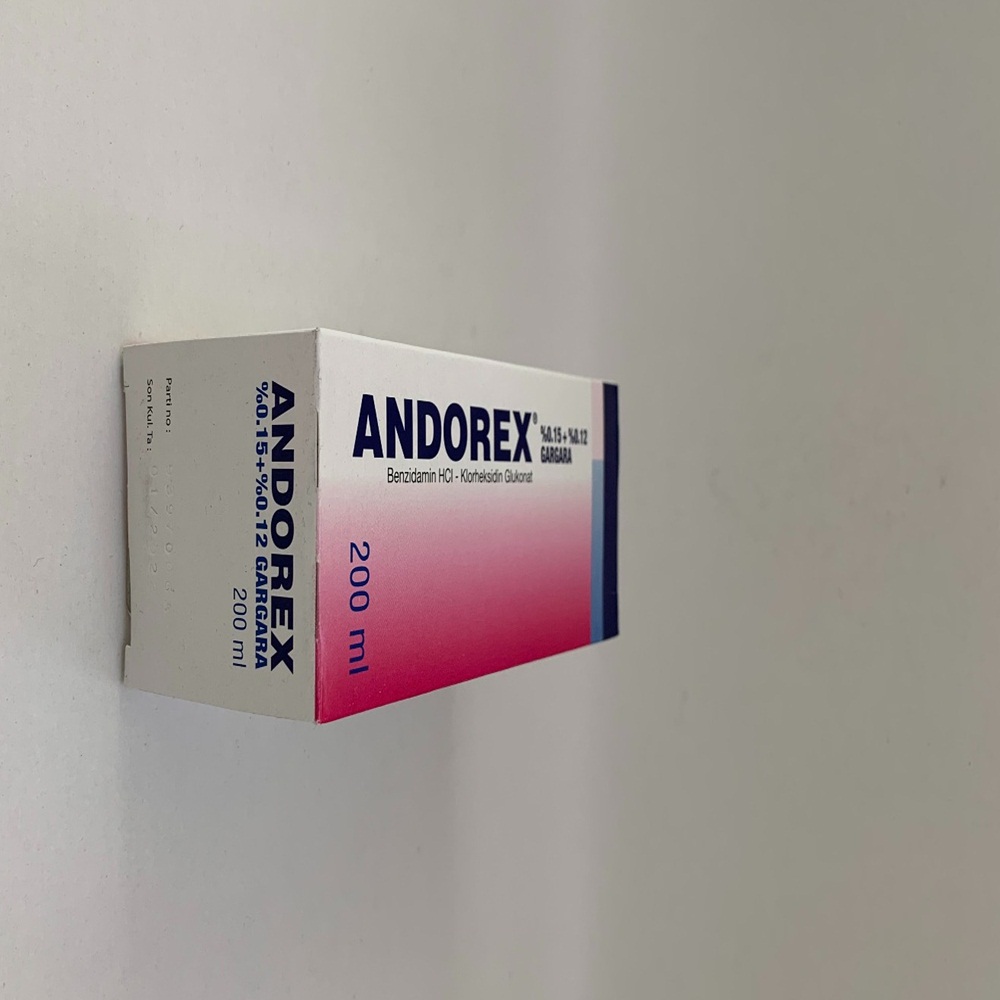 ANDOREX® %0.15 + %0.12
GARGARA
Benzidamin HCl - Klorheksidin Glukonat
200 ml
ANDOREX
%0.15+%0.12 GARGARA
200 ml
Parti no :
Son Kul. Ta :